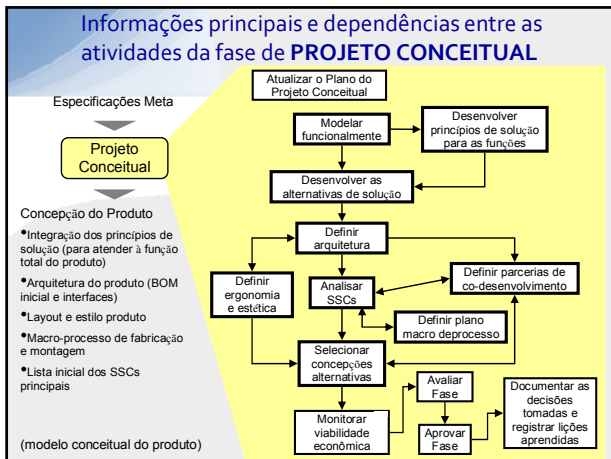 Informações principais e dependências entre as
atividades da fase de PROJETO CONCEITUAL
Especificações Meta
Projeto
Conceitual
Concepção do Produto
•Integração dos princípios de
solução (para atender à função
total do produto)
•Arquitetura do produto (BOM
inicial e interfaces)
•Layout e estilo produto
•Macro-processo de fabricação
e montagem
•Lista inicial dos SSCs
principais
(modelo conceitual do produto)
Atualizar o Plano do
Projeto Conceitual
Modelar
funcionalmente
Desenvolver
princípios de solução
para as funções
Desenvolver as
alternativas de solução
Definir
arquitetura
Definir
ergonomia
e estética
Analisar
SSCs
Definir parcerias de
co-desenvolvimento
Definir plano
macro deprocesso
Selecionar
concepções
alternativas
Monitorar
viabilidade
econômica
Avaliar
Fase
Aprovar
Fase
Documentar as
decisões
tomadas e
registrar lições
aprendidas